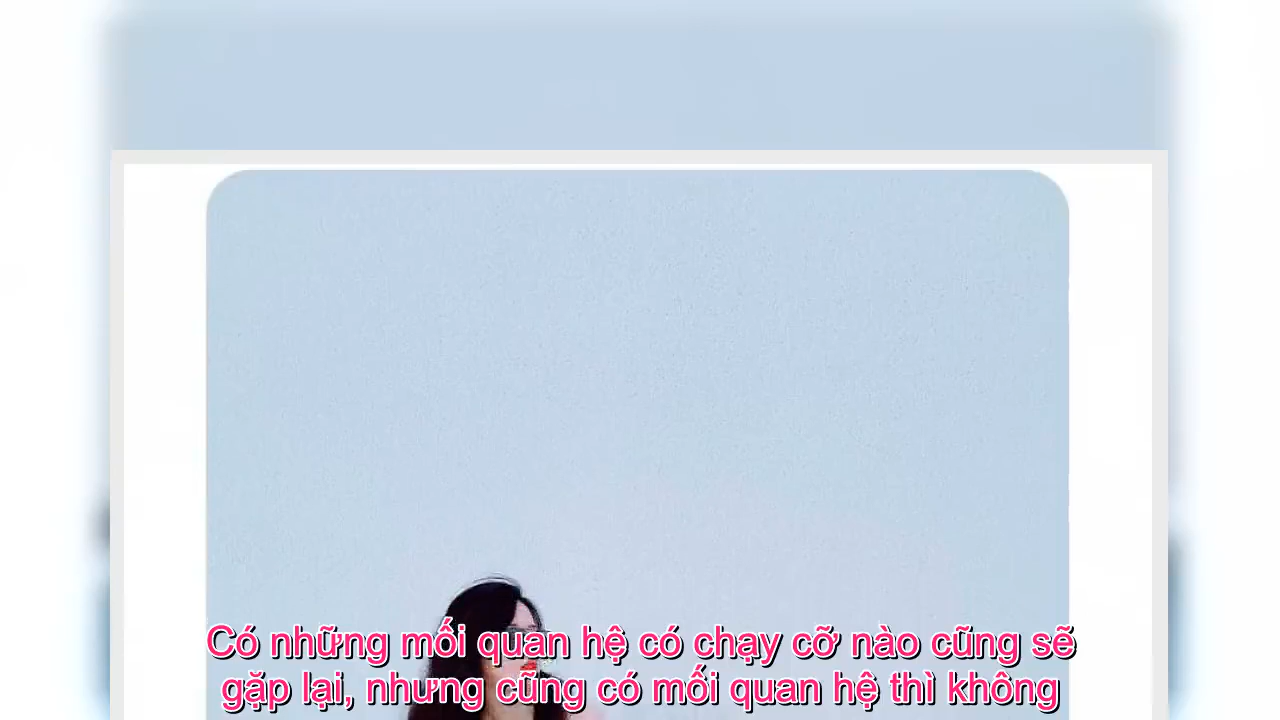 Có những mối quan hệ có chạy cỡ nào cũng sẽ
gặp lại, nhưng cũng có mối quan hệ thì không